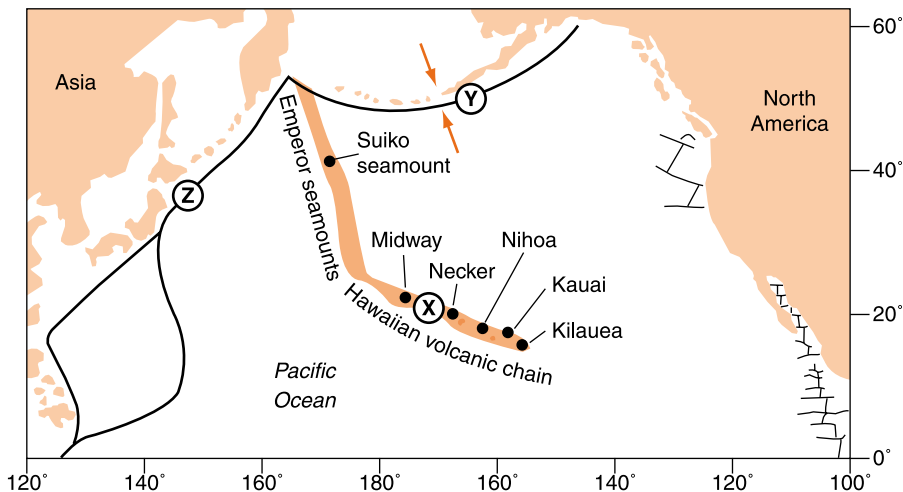 60°
Asia
North
America
Y
Emperor seamounts
Suiko
seamount
40°
Z
Midway
Nihoa
Necker
Kauai
X
Hawaiian volcanic chain
20°
Kilauea
Pacific
Ocean
0°
120° 140° 160° 180° 160° 140° 120° 100°